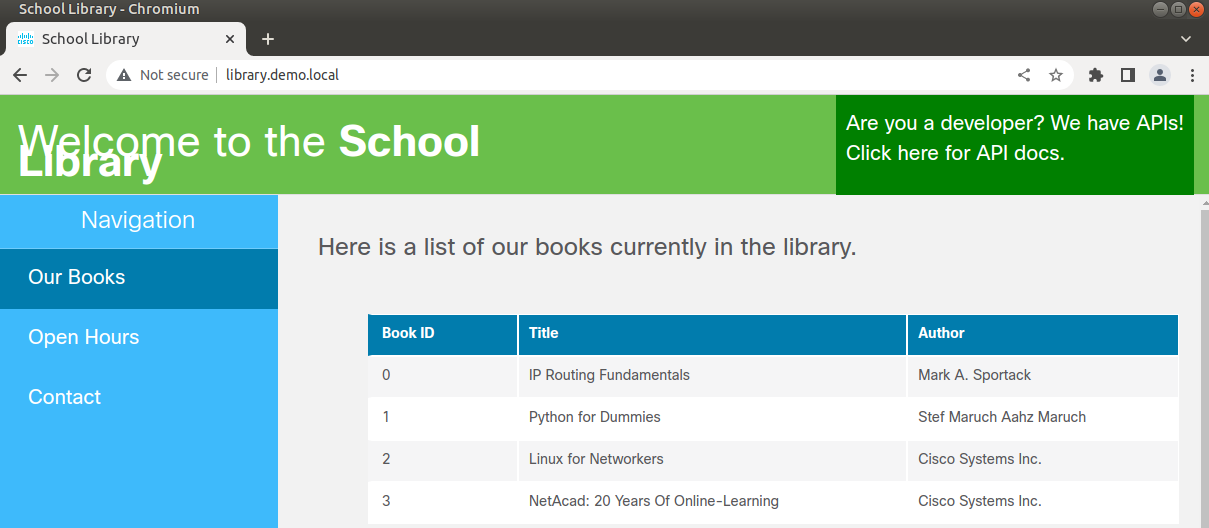 School Library - Chromium
CISCO School Library
Not secure library.demo.local
Welcome to the School
Library
Are you a developer? We have APIs!
Click here for API docs.
Navigation
Our Books
Open Hours
Contact
Here is a list of our books currently in the library.
Book ID Title Author
0 IP Routing Fundamentals Mark A. Sportack
1 Python for Dummies Stef Maruch Aahz Maruch
2 Linux for Networkers Cisco Systems Inc.
3 NetAcad: 20 Years Of Online-Learning Cisco Systems Inc.